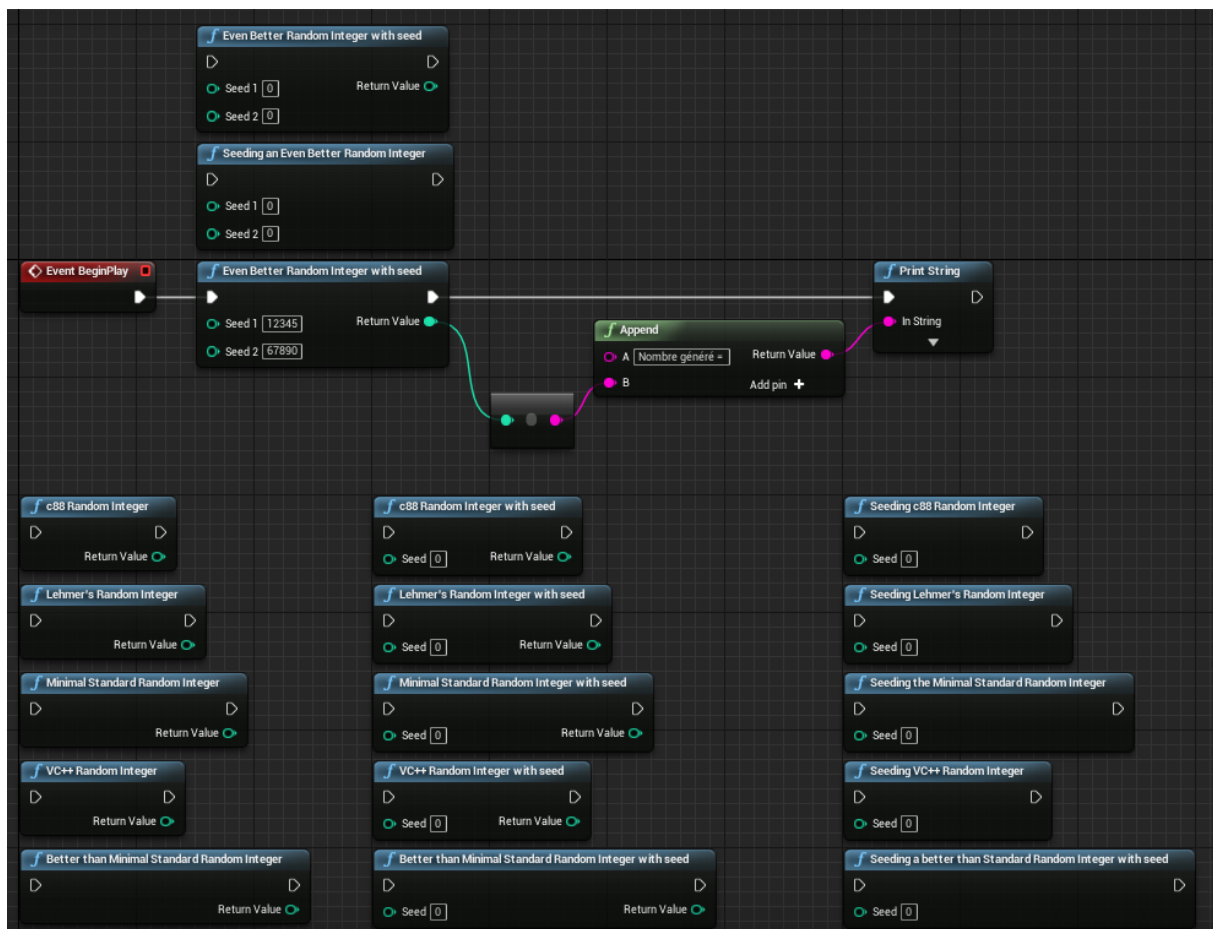 Even Better Random Integer with seed
Seed 1 0
Return Value
Seed 2 0
Seeding an Even Better Random Integer
Seed 1 0
Seed 2 0
Event BeginPlay
Even Better Random Integer with seed
Seed 1 12345
Return Value
Seed 2 67890
Print String
In String
Append
A Nombre généré =
Return Value
B
Add pin
c88 Random Integer
Return Value
c88 Random Integer with seed
Seed 0
Return Value
Seeding c88 Random Integer
Seed 0
Lehmer's Random Integer
Return Value
Lehmer's Random Integer with seed
Seed 0
Return Value
Seeding Lehmer's Random Integer
Seed 0
Minimal Standard Random Integer
Return Value
Minimal Standard Random Integer with seed
Seed 0
Return Value
Seeding the Minimal Standard Random Integer
Seed 0
VC++ Random Integer
Return Value
VC++ Random Integer with seed
Seed 0
Return Value
Seeding VC++ Random Integer
Seed 0
Better than Minimal Standard Random Integer
Return Value
Better than Minimal Standard Random Integer with seed
Seed 0
Return Value
Seeding a better than Standard Random Integer with seed
Seed 0